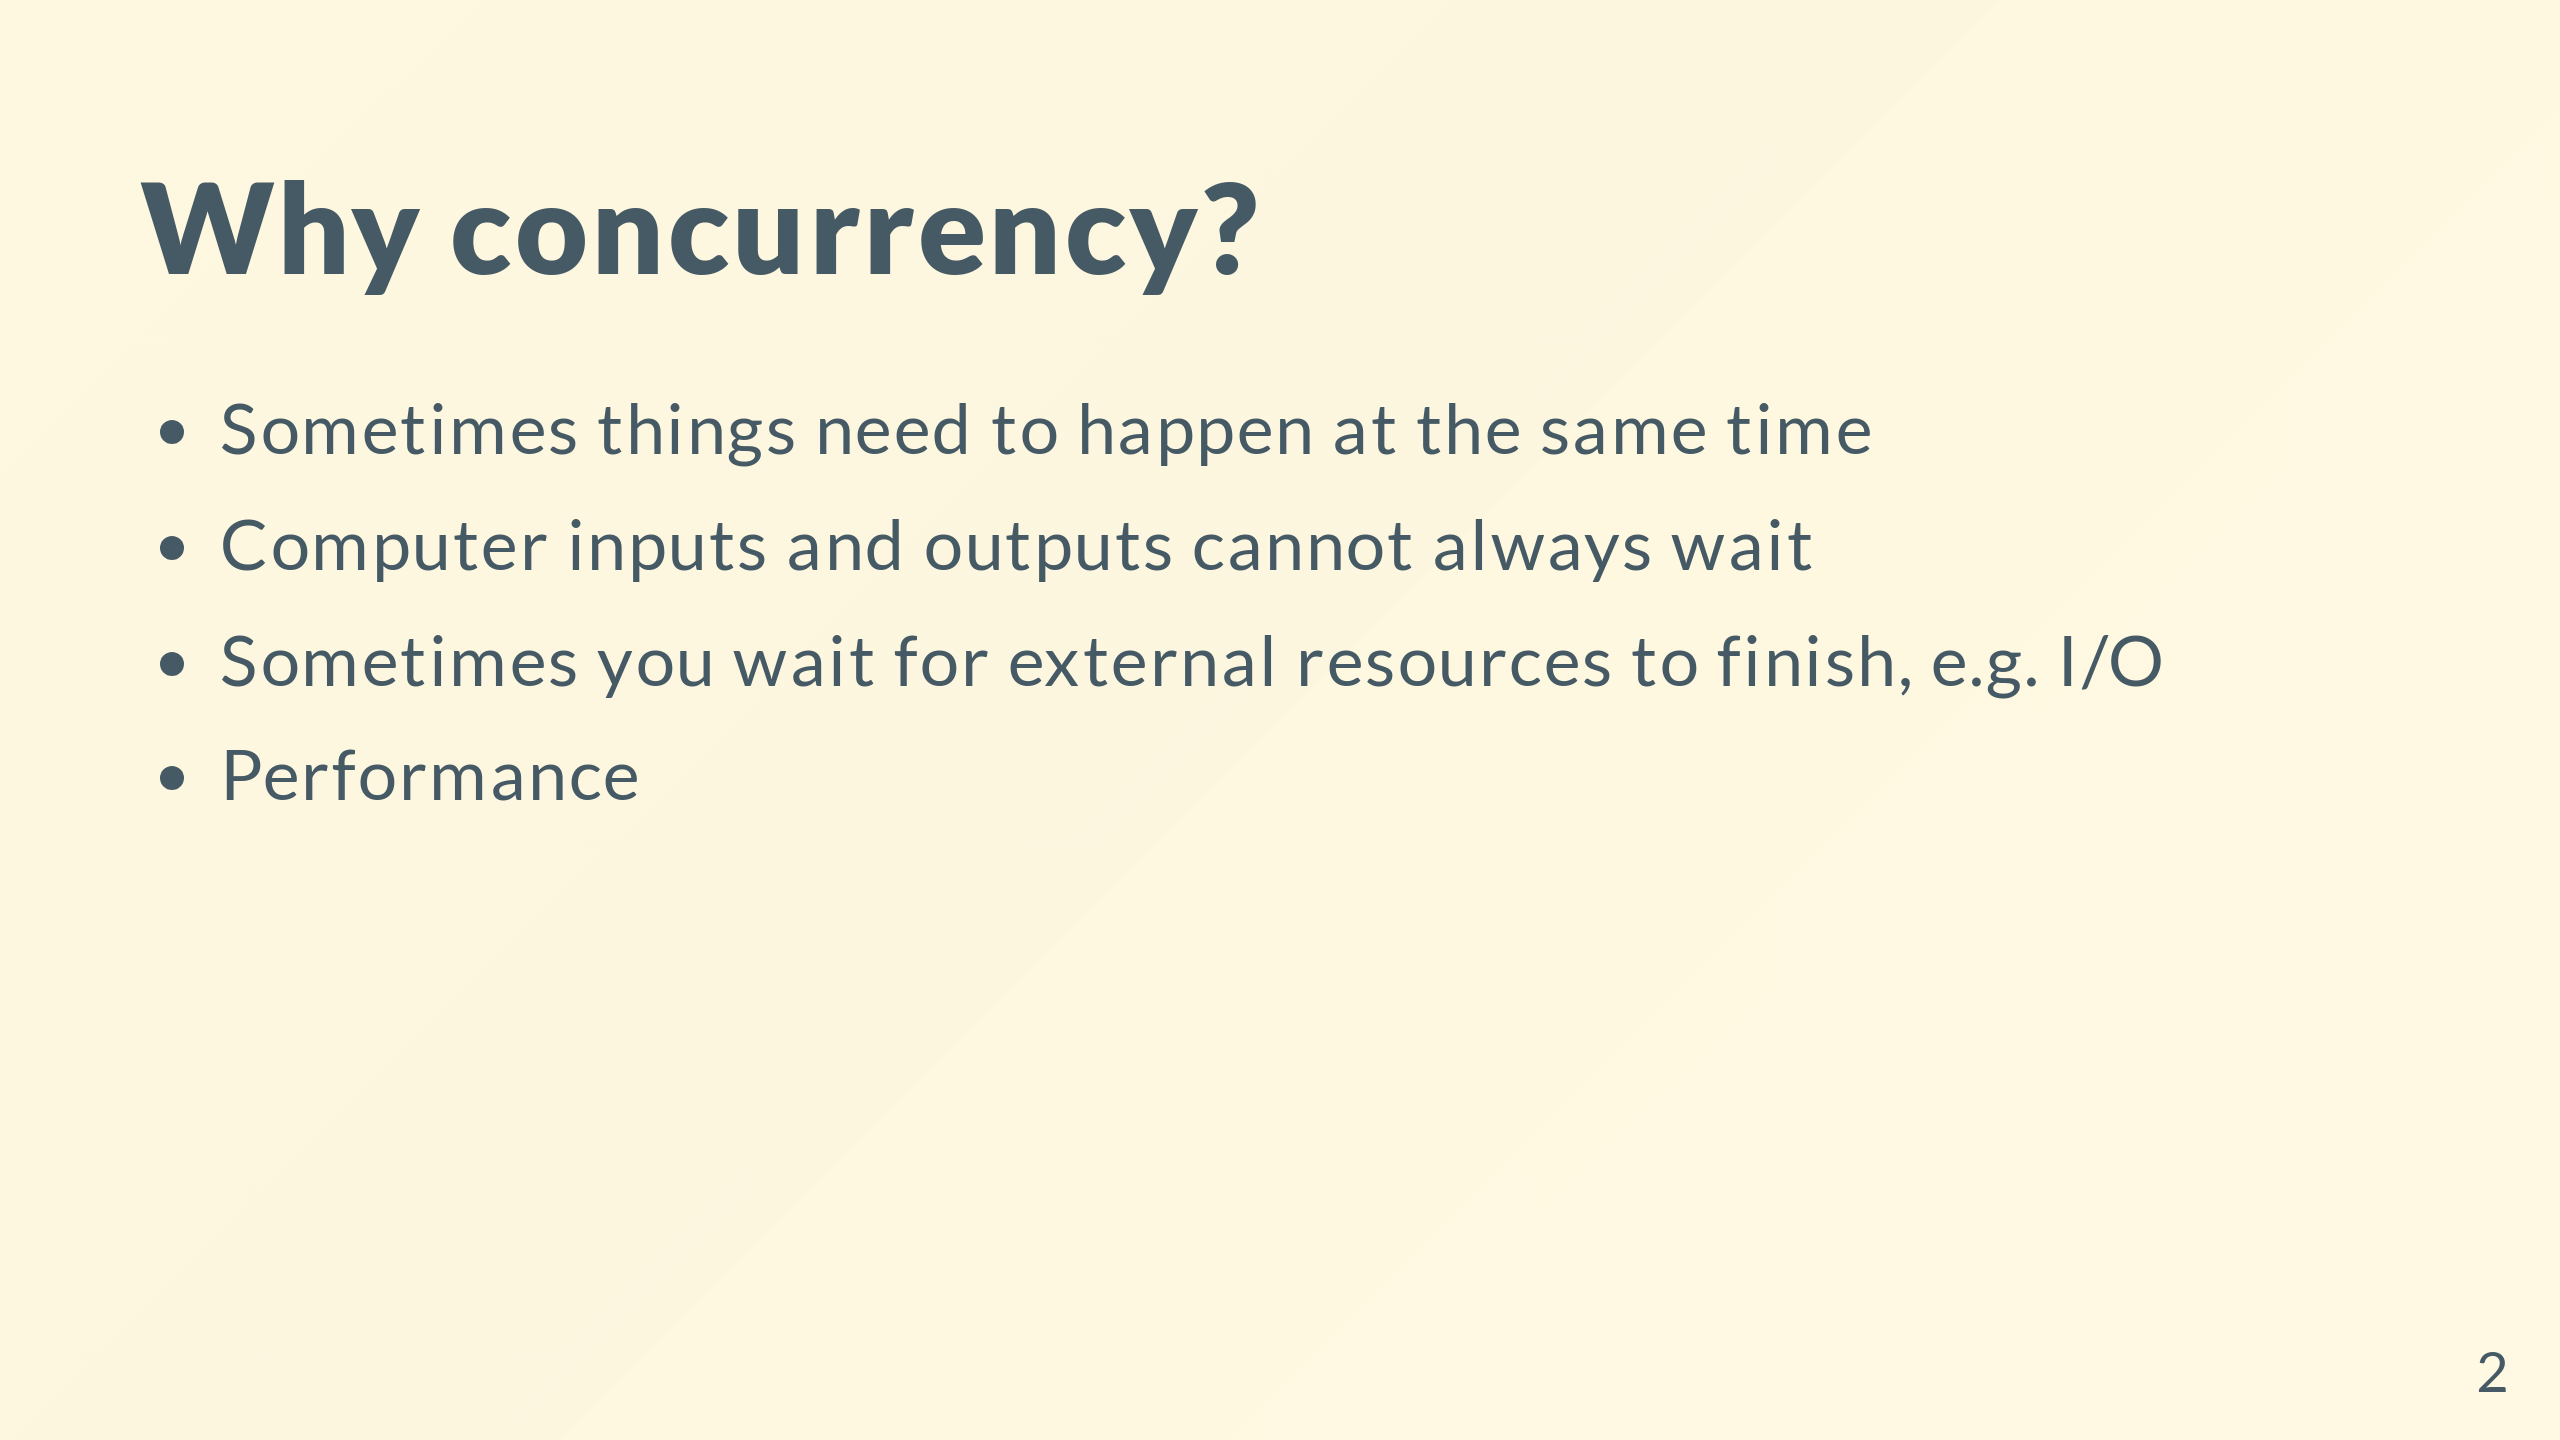 Why concurrency?
• Sometimes things need to happen at the same time
• Computer inputs and outputs cannot always wait
• Sometimes you wait for external resources to finish, e.g. I/O
• Performance
2